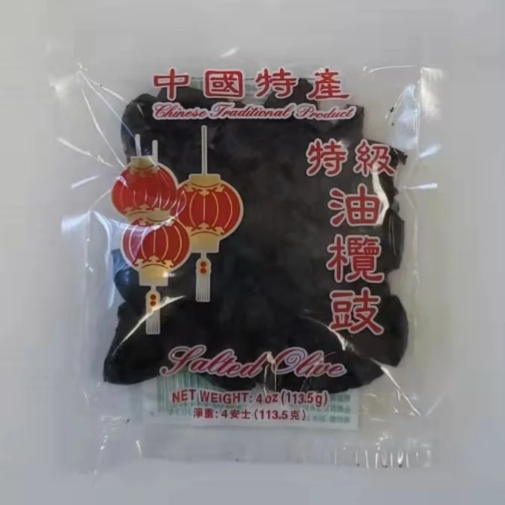 中國特產
Chinese Traditional Product
特級
油欖豉
Salted Olive
NET WEIGHT: 4 oz (113.5g)
淨重: 4安士 (113.5克)